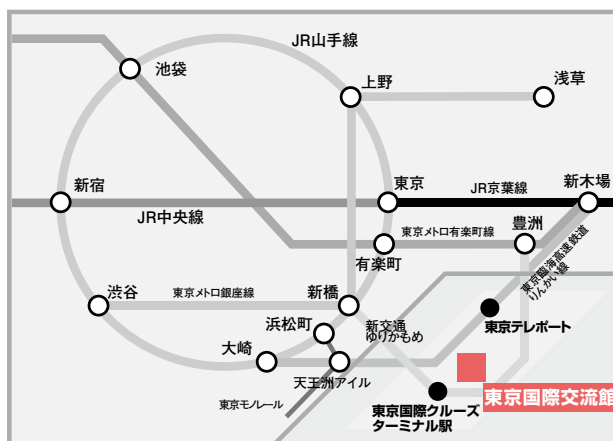 JR山手線
池袋
上野
浅草
新宿
東京
JR京葉線
新木場
JR中央線
東京メトロ有楽町線
豊洲
有楽町
東京臨海高速鉄道
りんかい線
渋谷
東京メトロ銀座線
新橋
浜松町
新交通
ゆりかもめ
東京テレポート
大崎
天王洲アイル
東京モノレール
東京国際クルーズ
ターミナル駅
東京国際交流館